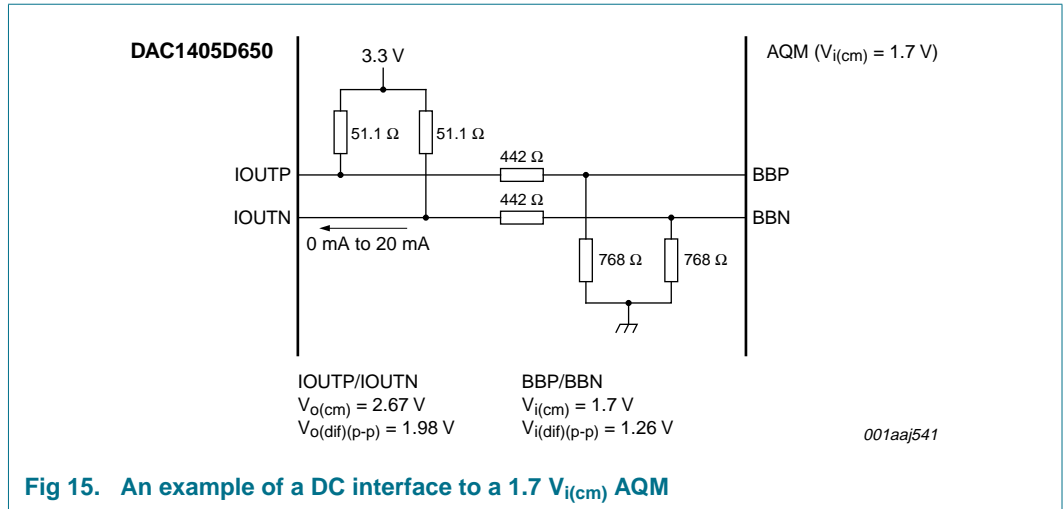 DAC1405D650
3.3 V
AQM (Vi(cm) = 1.7 V)
51.1 Ω
51.1 Ω
442 Ω
IOUTP
BBP
442 Ω
IOUTN
BBN
0 mA to 20 mA
768 Ω
768 Ω
IOUTP/IOUTN
Vo(cm) = 2.67 V
Vo(dif)(p-p) = 1.98 V
BBP/BBN
Vi(cm) = 1.7 V
Vi(dif)(p-p) = 1.26 V
001aaj541
Fig 15. An example of a DC interface to a 1.7 Vi(cm) AQM